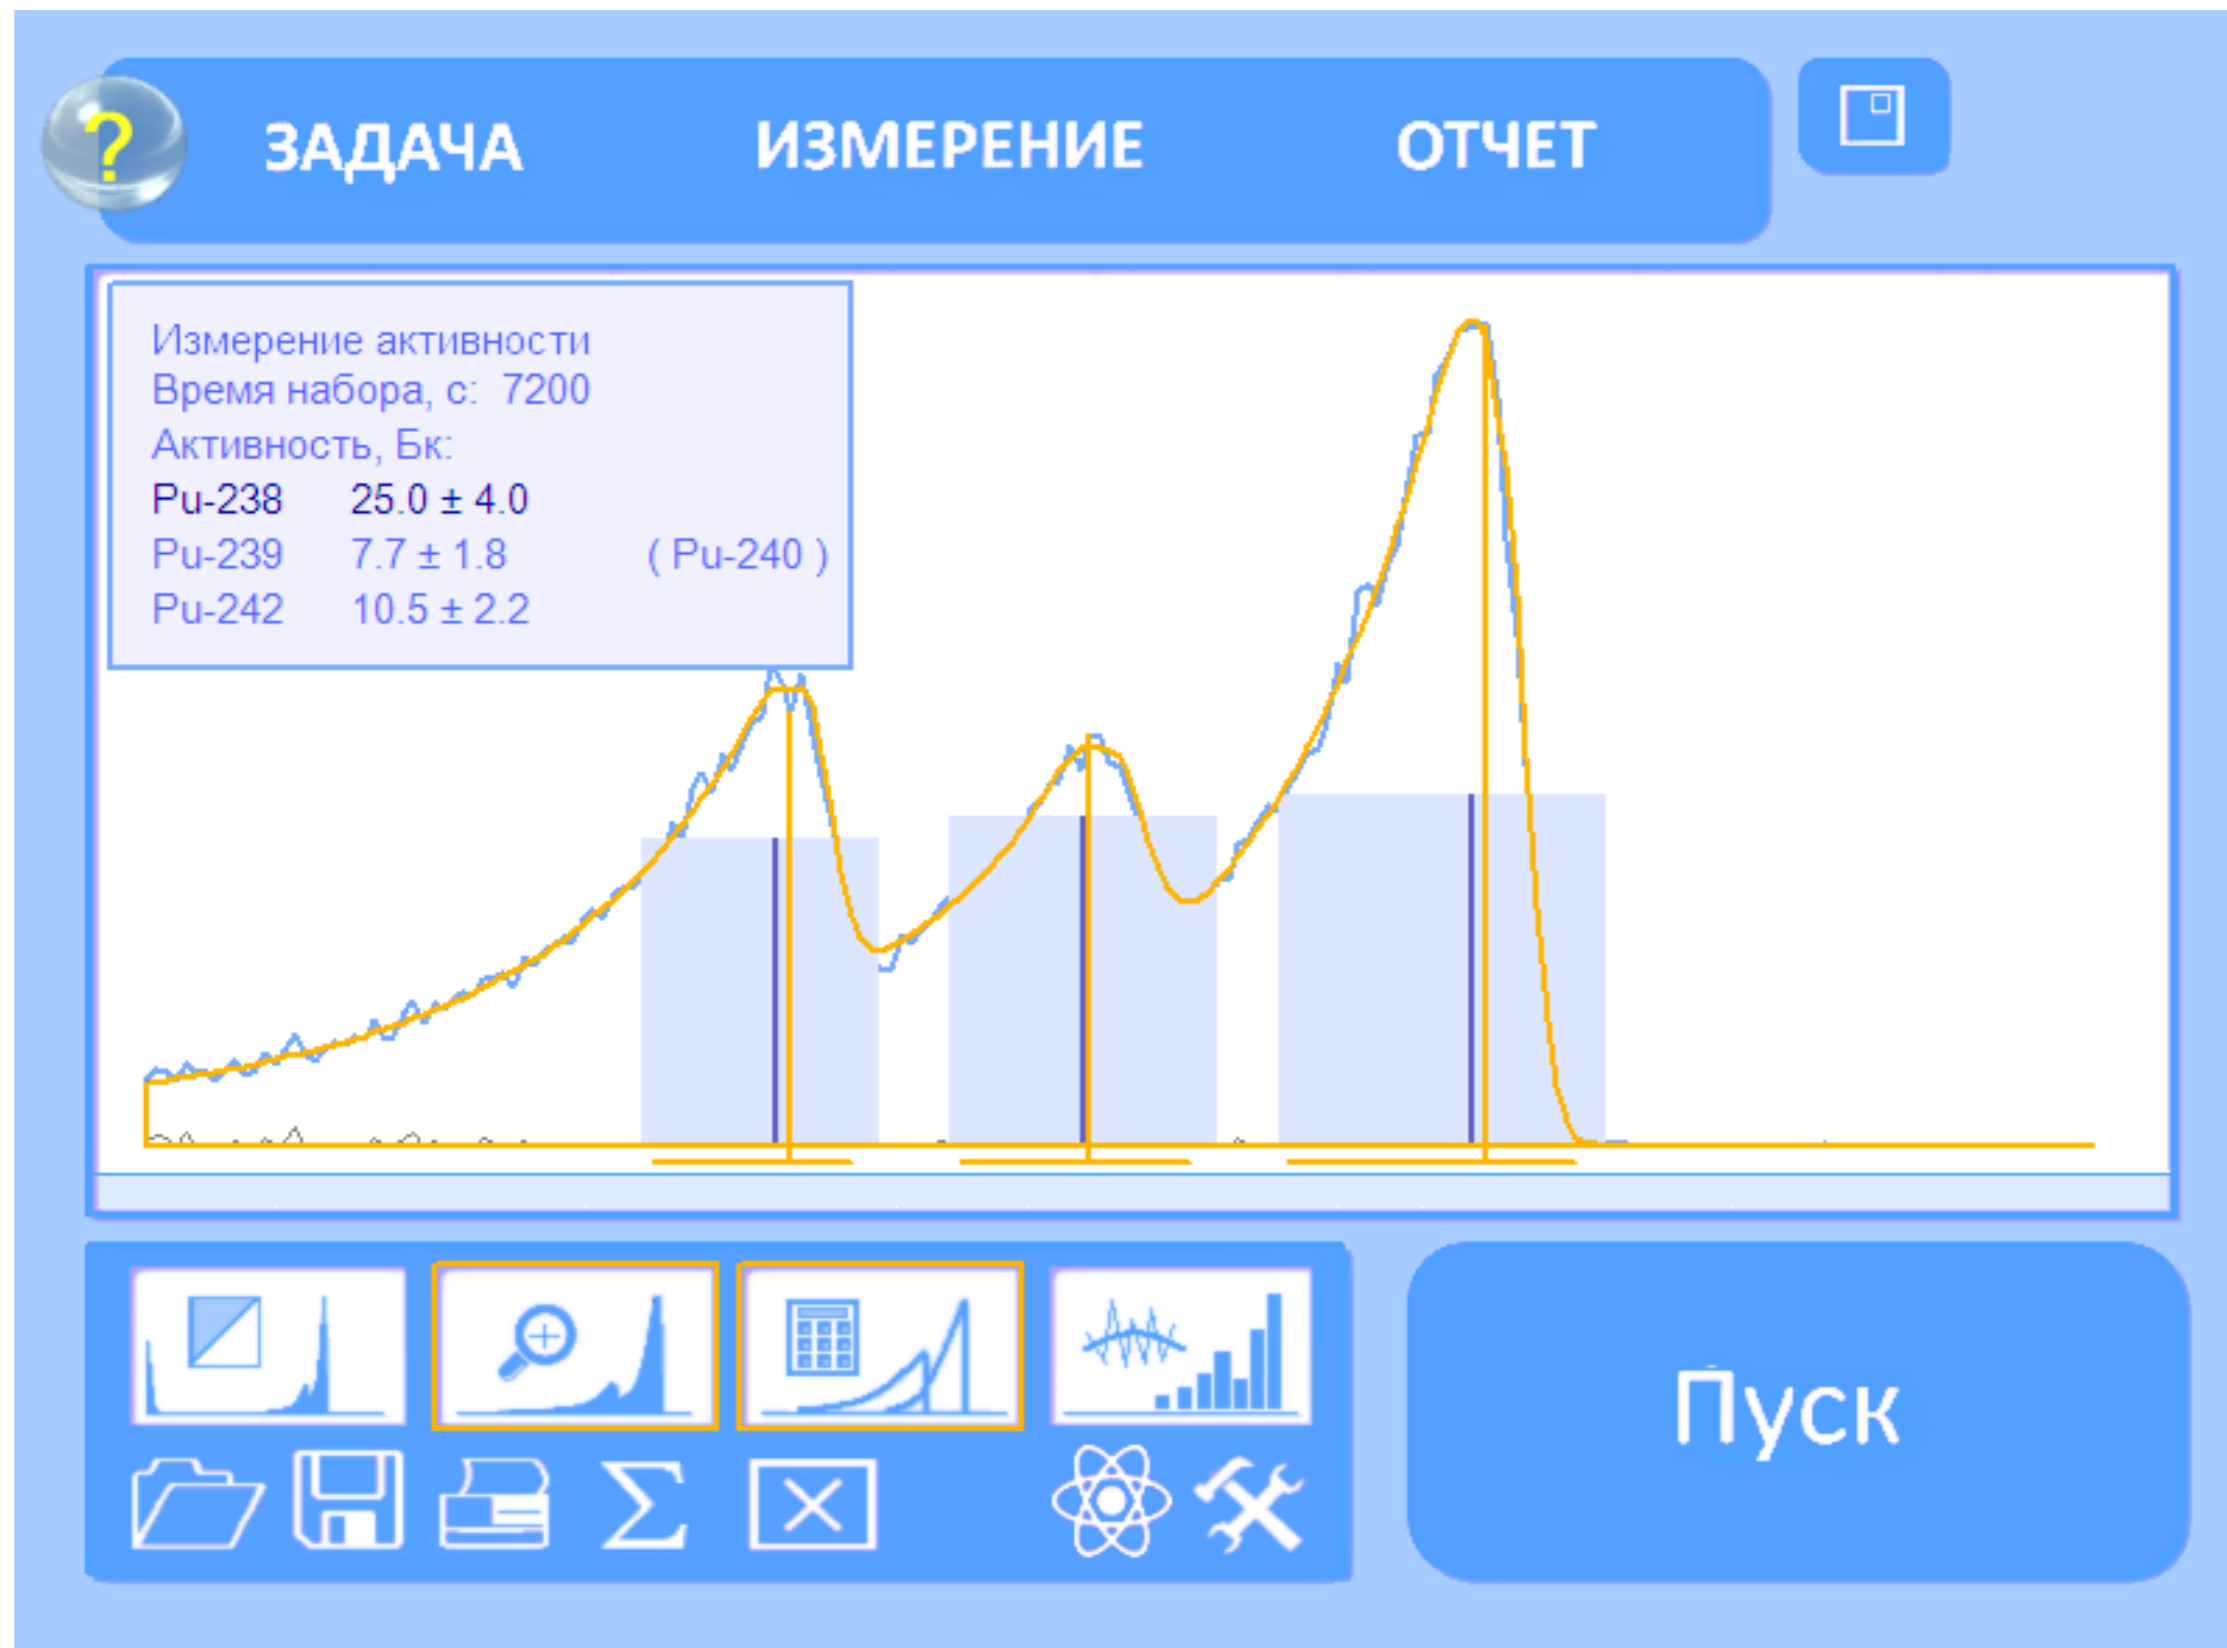 ?
ЗАДАЧА ИЗМЕРЕНИЕ ОТЧЕТ
Измерение активности
Время набора, с: 7200
Активность, Бк:
Pu-238 25.0 ± 4.0
Pu-239 7.7 ± 1.8 ( Pu-240 )
Pu-242 10.5 ± 2.2
Σ
Пуск